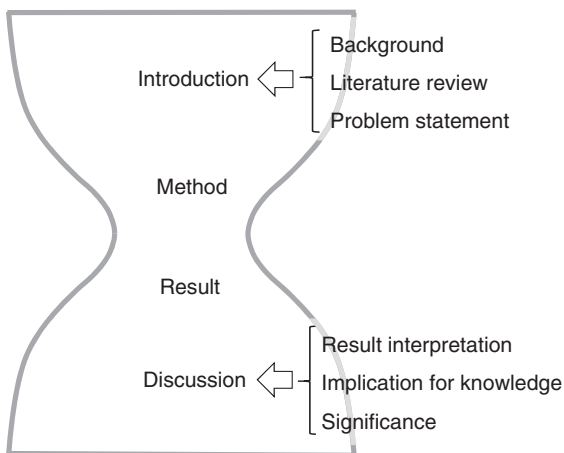 Background
Introduction
Literature review
Problem statement
Method
Result
Result interpretation
Discussion
Implication for knowledge
Significance